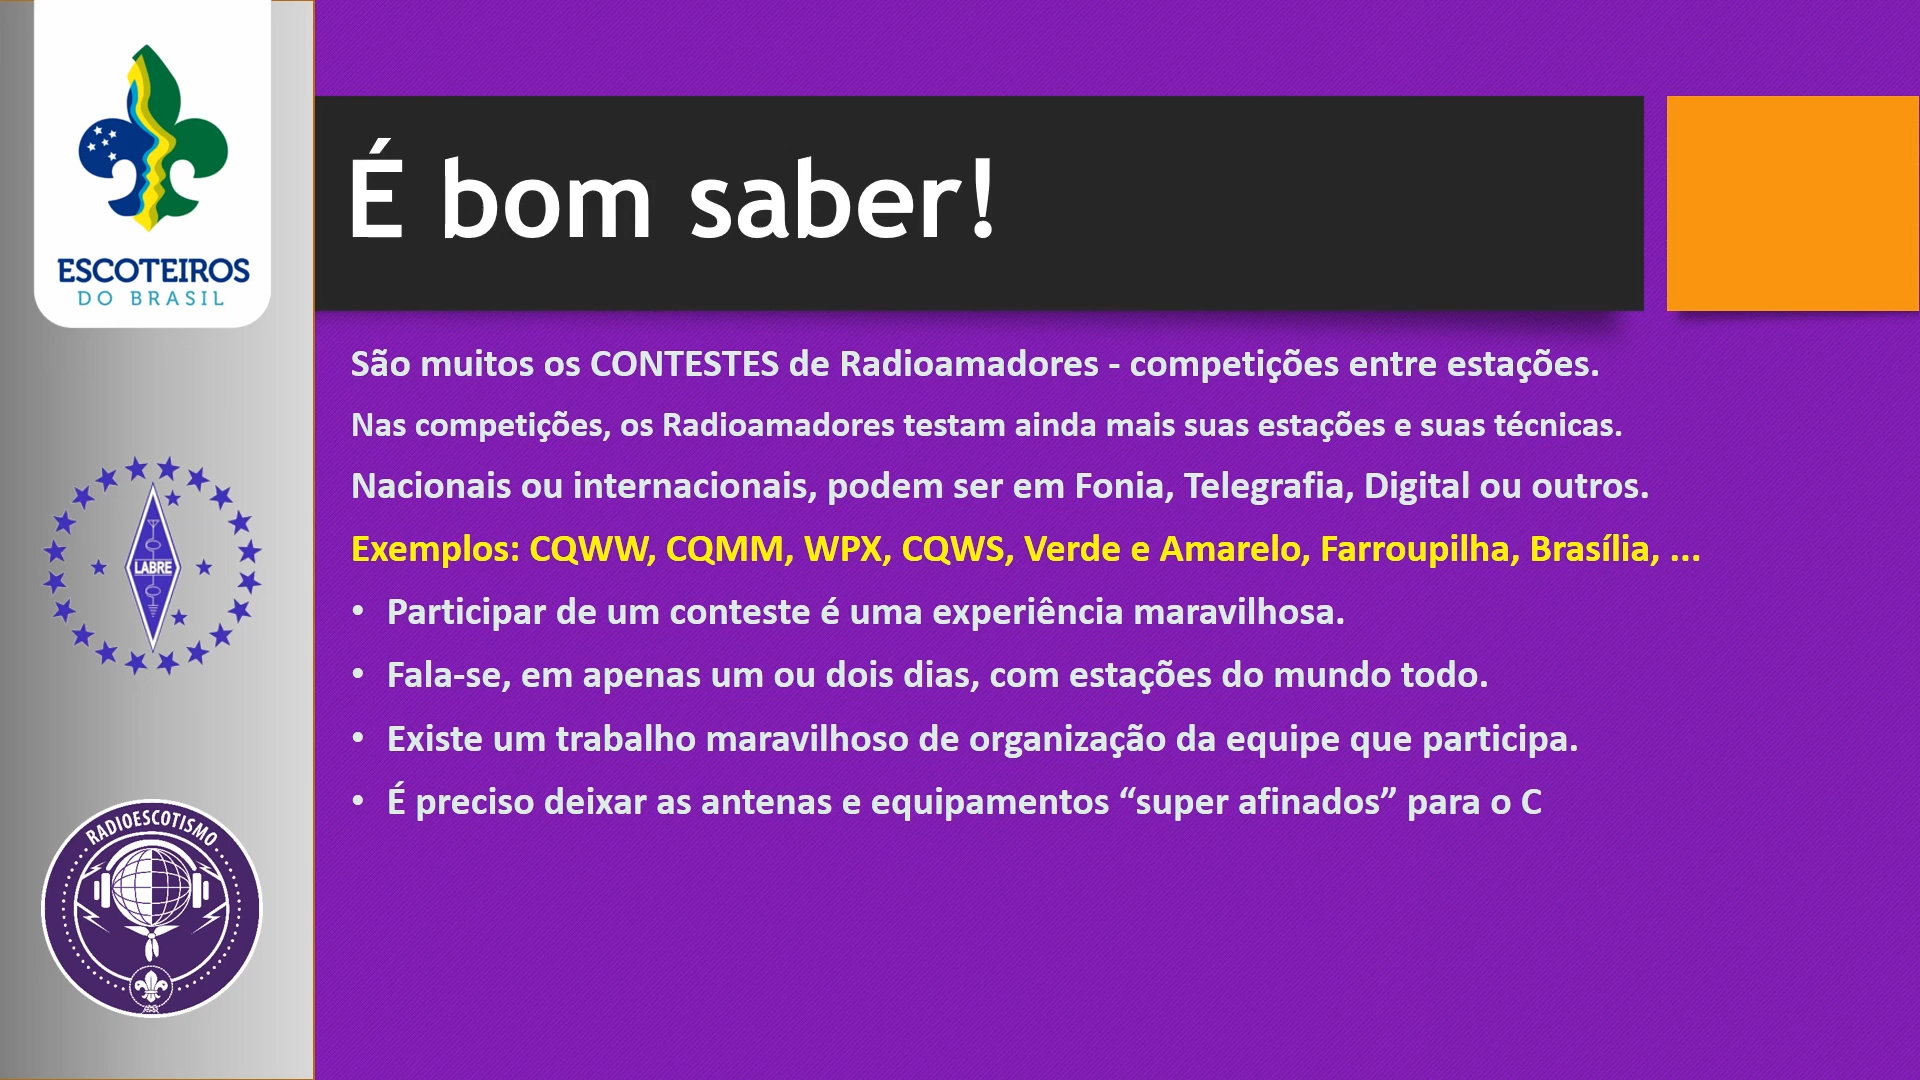 ESCOTEIROS
DO BRASIL
LABRE
RADIOESCOTISMO
É bom saber!
São muitos os CONTESTES de Radioamadores - competições entre estações.
Nas competições, os Radioamadores testam ainda mais suas estações e suas técnicas.
Nacionais ou internacionais, podem ser em Fonia, Telegrafia, Digital ou outros.
Exemplos: CQWW, CQMM, WPX, CQWS, Verde e Amarelo, Farroupilha, Brasília, ...
• Participar de um conteste é uma experiência maravilhosa.
• Fala-se, em apenas um ou dois dias, com estações do mundo todo.
• Existe um trabalho maravilhoso de organização da equipe que participa.
• É preciso deixar as antenas e equipamentos “super afinados” para o C